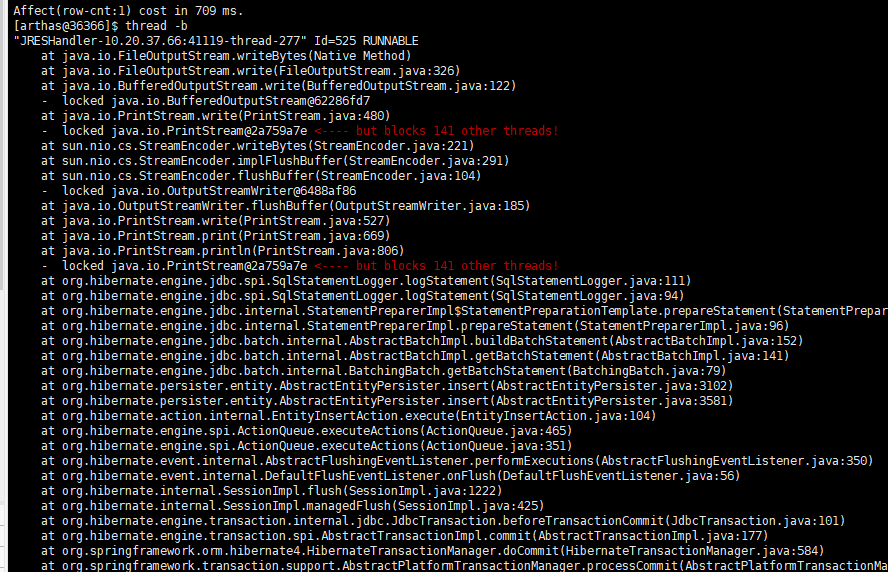 Affect(row-cnt:1) cost in 709 ms.
[arthas@36366]$ thread -b
"JRESHandler-10.20.37.66:41119-thread-277" Id=525 RUNNABLE
    at java.io.FileOutputStream.writeBytes(Native Method)
    at java.io.FileOutputStream.write(FileOutputStream.java:326)
    at java.io.BufferedOutputStream.write(BufferedOutputStream.java:122)
    -  locked java.io.BufferedOutputStream@62286fd7
    at java.io.PrintStream.write(PrintStream.java:480)
    -  locked java.io.PrintStream@2a759a7e <---- but blocks 141 other threads!
    at sun.nio.cs.StreamEncoder.writeBytes(StreamEncoder.java:221)
    at sun.nio.cs.StreamEncoder.implFlushBuffer(StreamEncoder.java:291)
    at sun.nio.cs.StreamEncoder.flushBuffer(StreamEncoder.java:104)
    -  locked java.io.OutputStreamWriter@6488af86
    at java.io.OutputStreamWriter.flushBuffer(OutputStreamWriter.java:185)
    at java.io.PrintStream.write(PrintStream.java:527)
    at java.io.PrintStream.print(PrintStream.java:669)
    at java.io.PrintStream.println(PrintStream.java:806)
    -  locked java.io.PrintStream@2a759a7e <---- but blocks 141 other threads!
    at org.hibernate.engine.jdbc.spi.SqlStatementLogger.logStatement(SqlStatementLogger.java:111)
    at org.hibernate.engine.jdbc.spi.SqlStatementLogger.logStatement(SqlStatementLogger.java:94)
    at org.hibernate.engine.jdbc.internal.StatementPreparerImpl$StatementPreparationTemplate.prepareStatement(StatementPrepar
    at org.hibernate.engine.jdbc.internal.StatementPreparerImpl.prepareStatement(StatementPreparerImpl.java:96)
    at org.hibernate.engine.jdbc.batch.internal.AbstractBatchImpl.buildBatchStatement(AbstractBatchImpl.java:152)
    at org.hibernate.engine.jdbc.batch.internal.AbstractBatchImpl.getBatchStatement(AbstractBatchImpl.java:141)
    at org.hibernate.engine.jdbc.batch.internal.BatchingBatch.getBatchStatement(BatchingBatch.java:79)
    at org.hibernate.persister.entity.AbstractEntityPersister.insert(AbstractEntityPersister.java:3102)
    at org.hibernate.persister.entity.AbstractEntityPersister.insert(AbstractEntityPersister.java:3581)
    at org.hibernate.action.internal.EntityInsertAction.execute(EntityInsertAction.java:104)
    at org.hibernate.engine.spi.ActionQueue.executeActions(ActionQueue.java:465)
    at org.hibernate.engine.spi.ActionQueue.executeActions(ActionQueue.java:351)
    at org.hibernate.event.internal.AbstractFlushingEventListener.performExecutions(AbstractFlushingEventListener.java:350)
    at org.hibernate.event.internal.DefaultFlushEventListener.onFlush(DefaultFlushEventListener.java:56)
    at org.hibernate.internal.SessionImpl.flush(SessionImpl.java:1222)
    at org.hibernate.internal.SessionImpl.managedFlush(SessionImpl.java:425)
    at org.hibernate.engine.transaction.internal.jdbc.JdbcTransaction.beforeTransactionCommit(JdbcTransaction.java:101)
    at org.hibernate.engine.transaction.spi.AbstractTransactionImpl.commit(AbstractTransactionImpl.java:177)
    at org.springframework.orm.hibernate4.HibernateTransactionManager.doCommit(HibernateTransactionManager.java:584)
    at org.springframework.transaction.support.AbstractPlatformTransactionManager.processCommit(AbstractPlatformTransactionMa